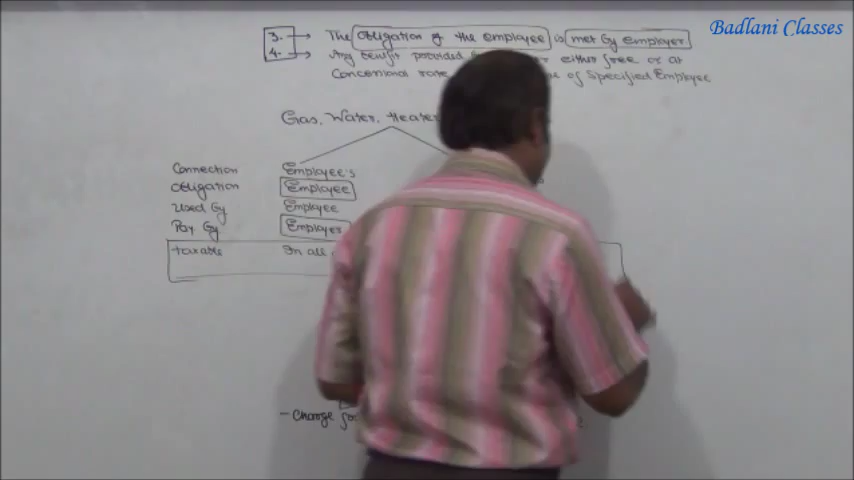 Badlani Classes
3. → The obligation of the employee is met by employer
4. → Any benefit provided either free or at
Concessional rate of Specified Employee
Gas, Water, Heater
Connection Employee's
Obligation Employee
Used by Employee
Pay by Employer
Taxable In all
- Charge for